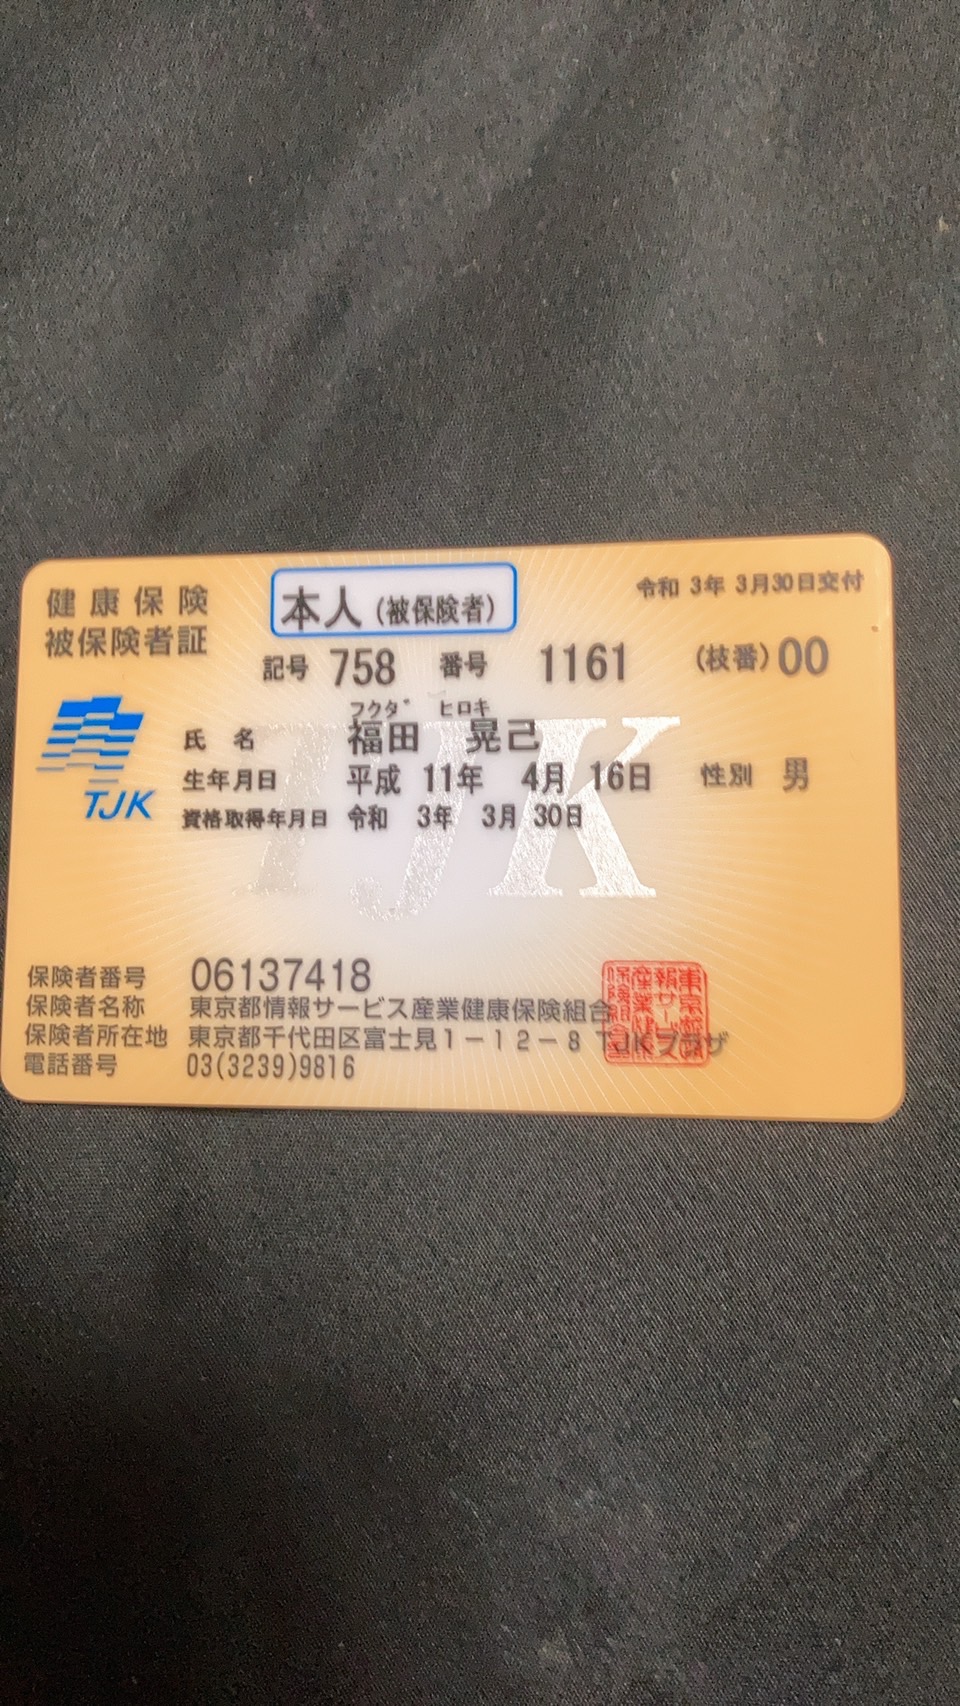 健康保険
被保険者証
本人(被保険者)
令和 3年 3月30日交付
記号 758 番号 1161 (枝番)00
フクダ ヒロキ
氏名 福田 晃己
生年月日 平成 11年 4月 16日 性別 男
資格取得年月日 令和 3年 3月 30日
TJK
TJK
保険者番号 06137418
保険者名称 東京都情報サービス産業健康保険組合
保険者所在地 東京都千代田区富士見1-12-8 TJKプラザ
電話番号 03(3239)9816